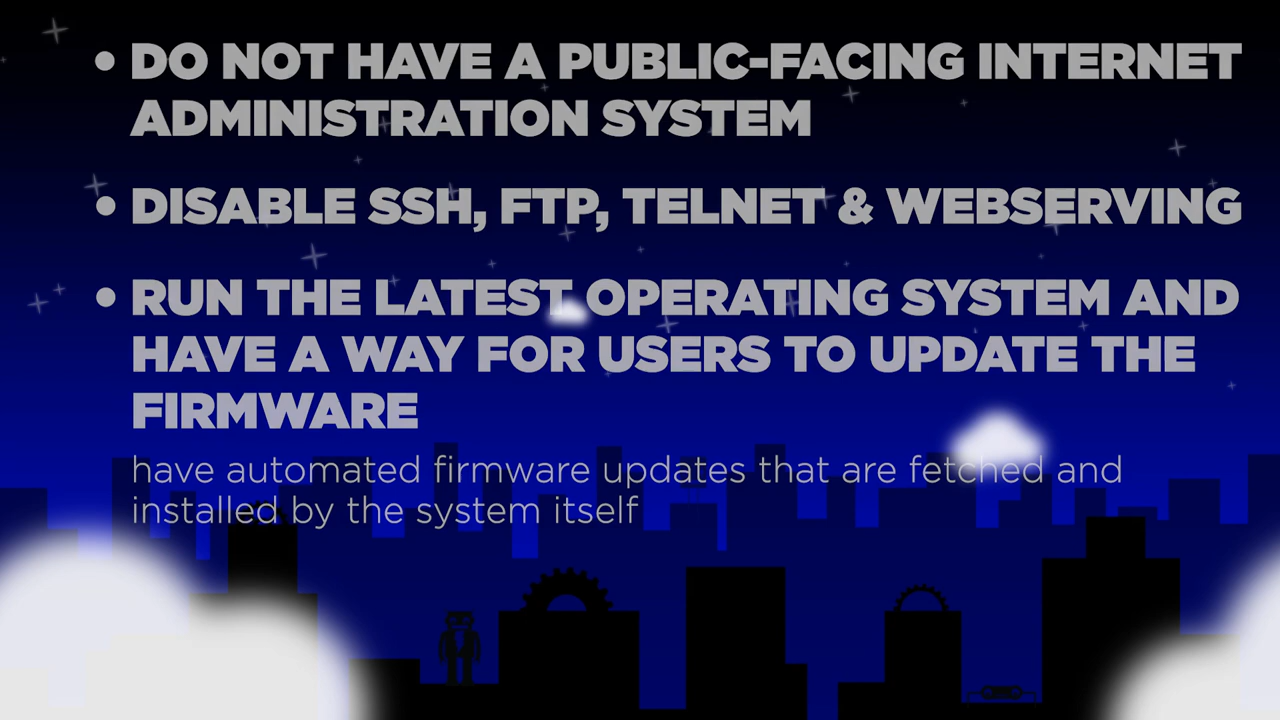 • DO NOT HAVE A PUBLIC-FACING INTERNET
ADMINISTRATION SYSTEM
• DISABLE SSH, FTP, TELNET & WEBSERVING
• RUN THE LATEST OPERATING SYSTEM AND
HAVE A WAY FOR USERS TO UPDATE THE
FIRMWARE
have automated firmware updates that are fetched and
installed by the system itself